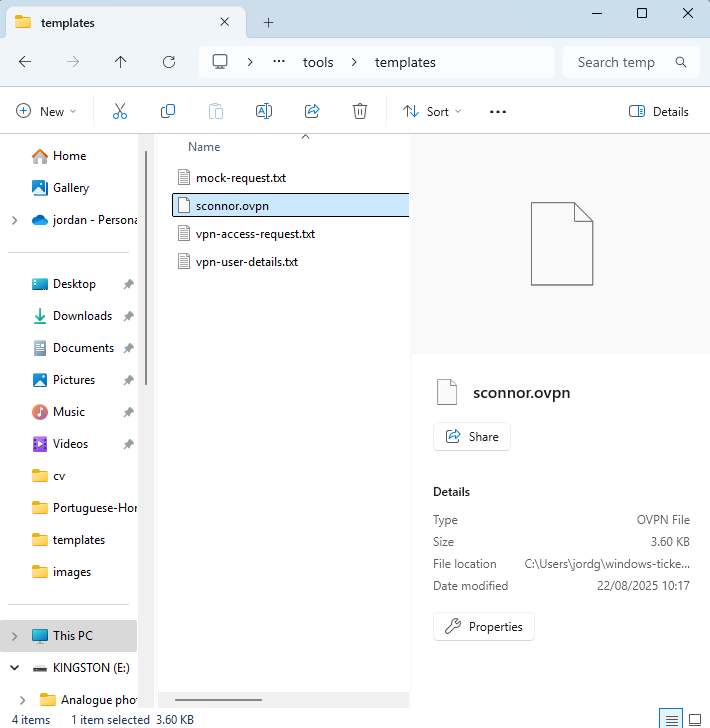 templates
tools
templates
Search temp
New
Sort
Details
Home
Gallery
jordan - Persona
Desktop
Downloads
Documents
Pictures
Music
Videos
cv
Portuguese-Hor
templates
images
This PC
KINGSTON (E:)
Analogue pho
Name
mock-request.txt
sconnor.ovpn
vpn-access-request.txt
vpn-user-details.txt
sconnor.ovpn
Share
Details
Type OVPN File
Size 3.60 KB
File location C:\Users\jordg\windows-ticke...
Date modified 22/08/2025 10:17
Properties
4 items 1 item selected 3.60 KB